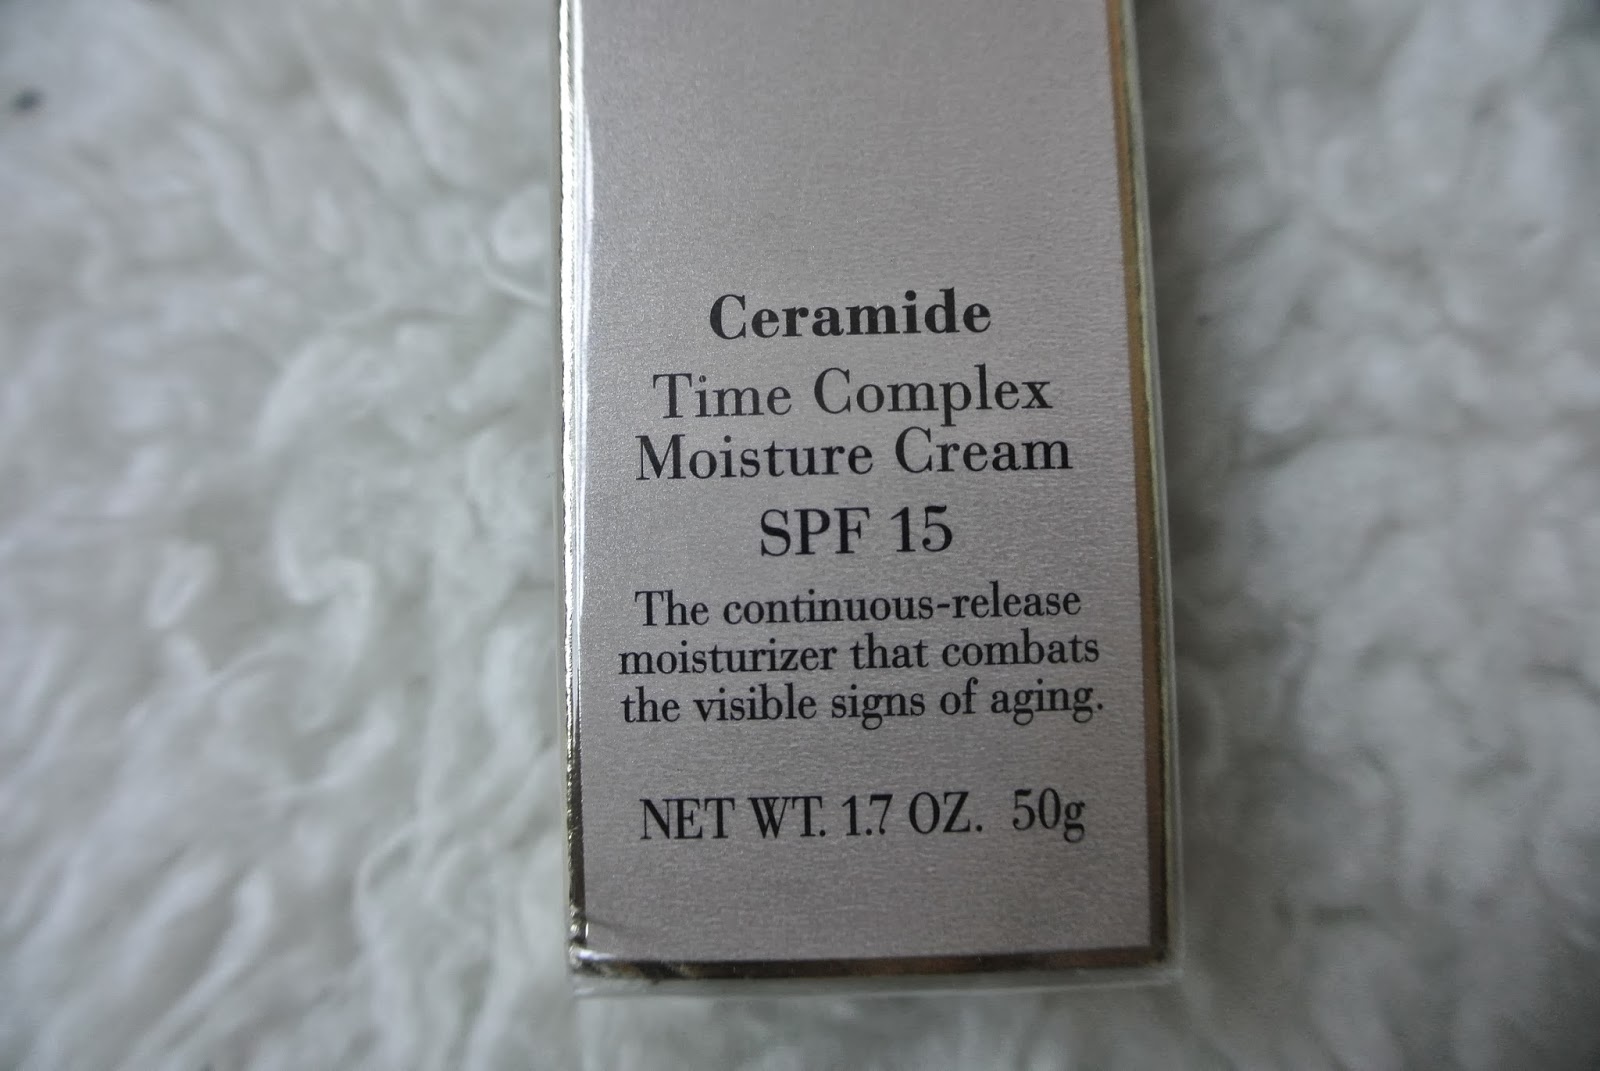 Ceramide
Time Complex
Moisture Cream
SPF 15
The continuous-release
moisturizer that combats
the visible signs of aging.
NET WT. 1.7 OZ. 50g